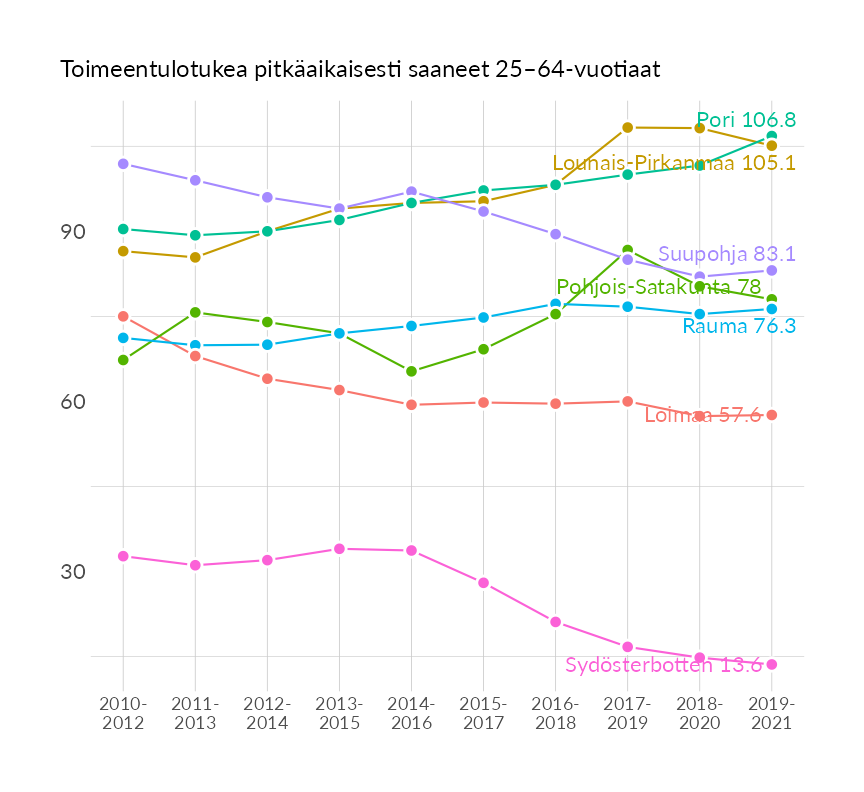 Toimeentulotukea pitkäaikaisesti saaneet 25–64-vuotiaat
Pori 106.8
Lounais-Pirkanmaa 105.1
90
Suupohja 83.1
Pohjois-Satakunta 78
Rauma 76.3
60
Loimaa 57.6
30
Sydösterbotten 13.6
2010- 2011- 2012- 2013- 2014- 2015- 2016- 2017- 2018- 2019-
2012 2013 2014 2015 2016 2017 2018 2019 2020 2021